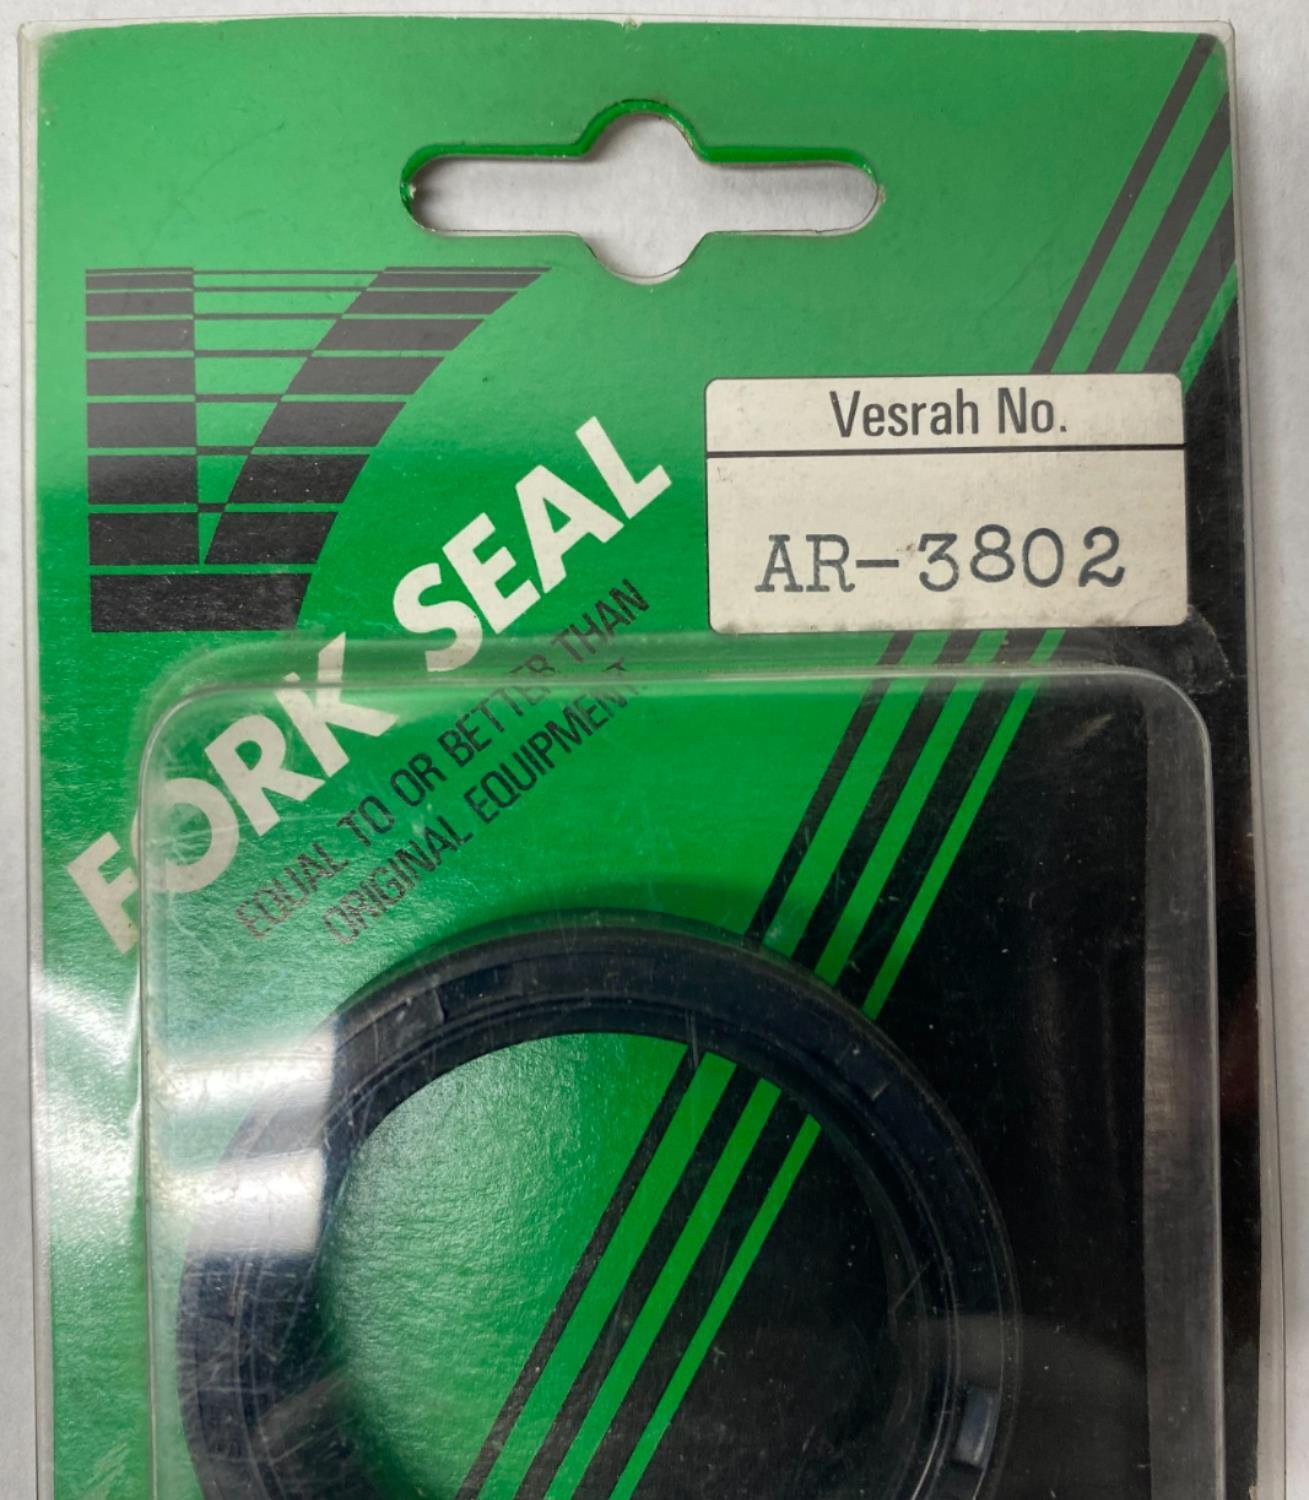 Vesrah No.
AR-3802
FORK SEAL
EQUAL TO OR BETTER THAN
ORIGINAL EQUIPMENT.